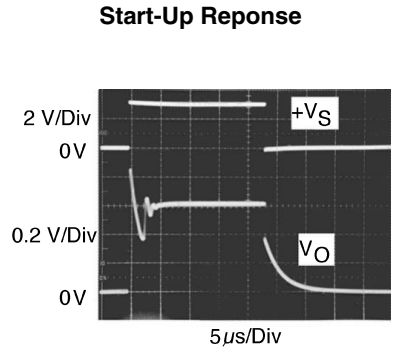 Start-Up Reponse
2 V/Div
+VS
0V
0.2 V/Div
VO
0V
5µs/Div